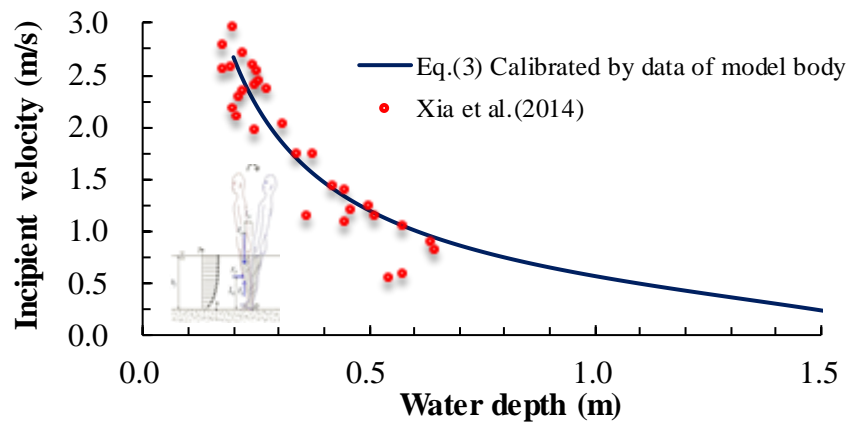 3.0
2.5
2.0
1.5
1.0
0.5
0.0
Incipient velocity (m/s)
Eq.(3) Calibrated by data of model body
Xia et al.(2014)
0.0 0.5 1.0 1.5
Water depth (m)